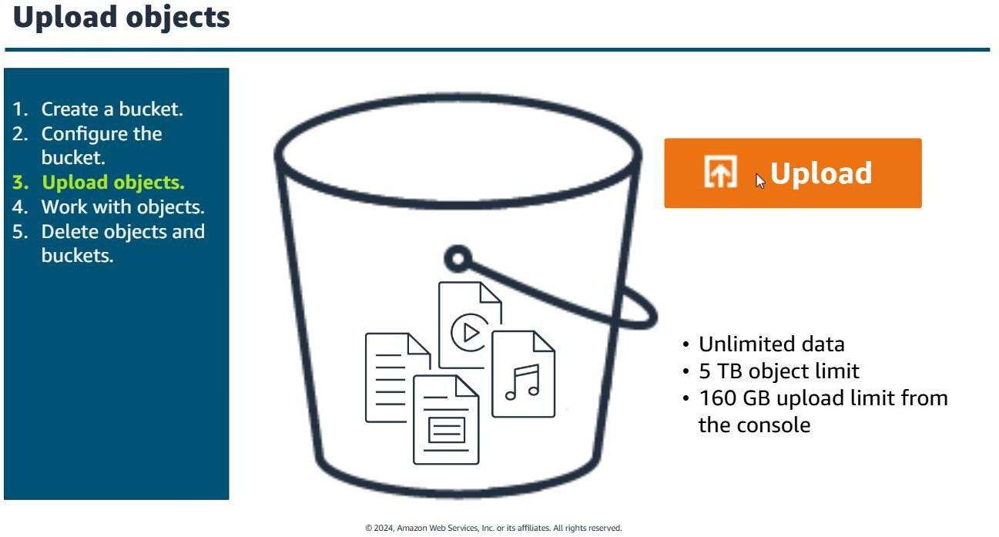 Upload objects
1. Create a bucket.
2. Configure the
bucket.
3. Upload objects.
4. Work with objects.
5. Delete objects and
buckets.
Upload
• Unlimited data
• 5 TB object limit
• 160 GB upload limit from
the console
© 2024, Amazon Web Services, Inc. or its affiliates. All rights reserved.